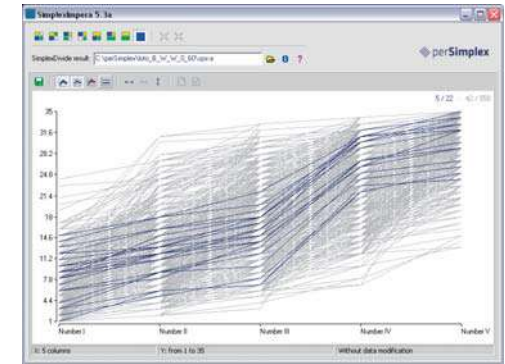 SimplexImpera 5.3a
SimplexDivide result:
perSimplex
5 / 22
35
31.6
28.2
24.8
21.4
18
14.6
11.2
7.8
4.4
1
Number I
Number II
Number III
Number IV
Number V
X: 5 columns
Y: from 1 to 35
Without data modification